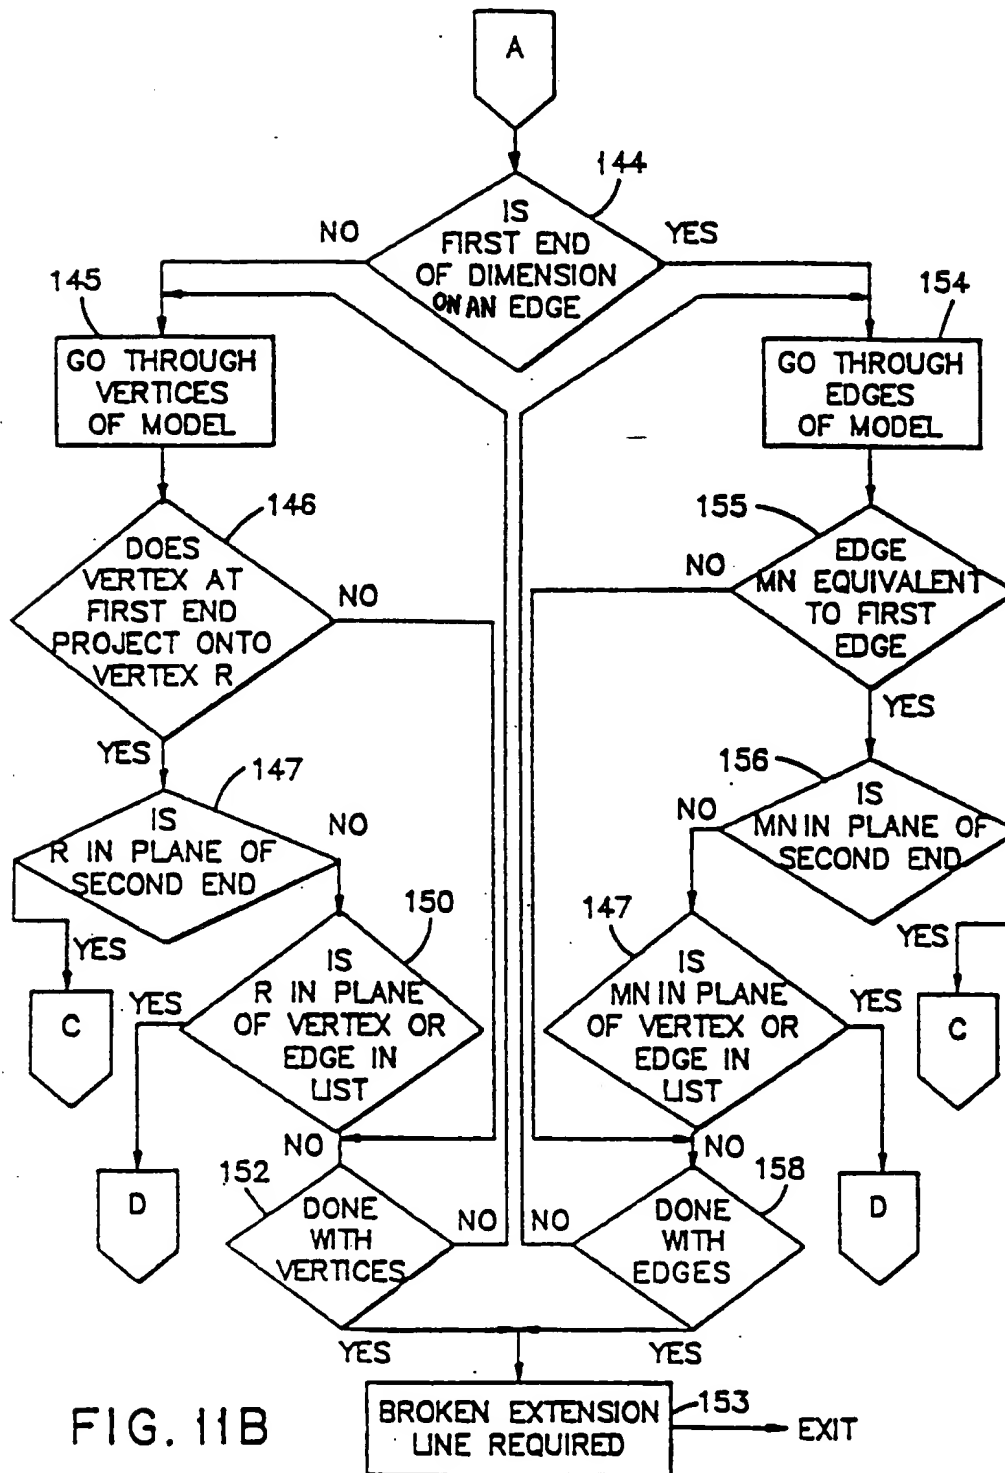 A
144
IS
FIRST END
OF DIMENSION
ON AN EDGE
NO
YES
145
GO THROUGH
VERTICES
OF MODEL
154
GO THROUGH
EDGES
OF MODEL
146
DOES
VERTEX AT
FIRST END
PROJECT ONTO
VERTEX R
NO
YES
155
EDGE
MN EQUIVALENT
TO FIRST
EDGE
NO
YES
147
IS
R IN PLANE OF
SECOND END
NO
YES
156
IS
MN IN PLANE OF
SECOND END
NO
YES
C
150
IS
R IN PLANE
OF VERTEX OR
EDGE IN
LIST
YES
NO
147
IS
MN IN PLANE
OF VERTEX OR
EDGE IN
LIST
YES
NO
C
D
152
DONE
WITH
VERTICES
NO
YES
158
DONE
WITH
EDGES
NO
YES
D
BROKEN EXTENSION
LINE REQUIRED
153
EXIT
FIG. 11B